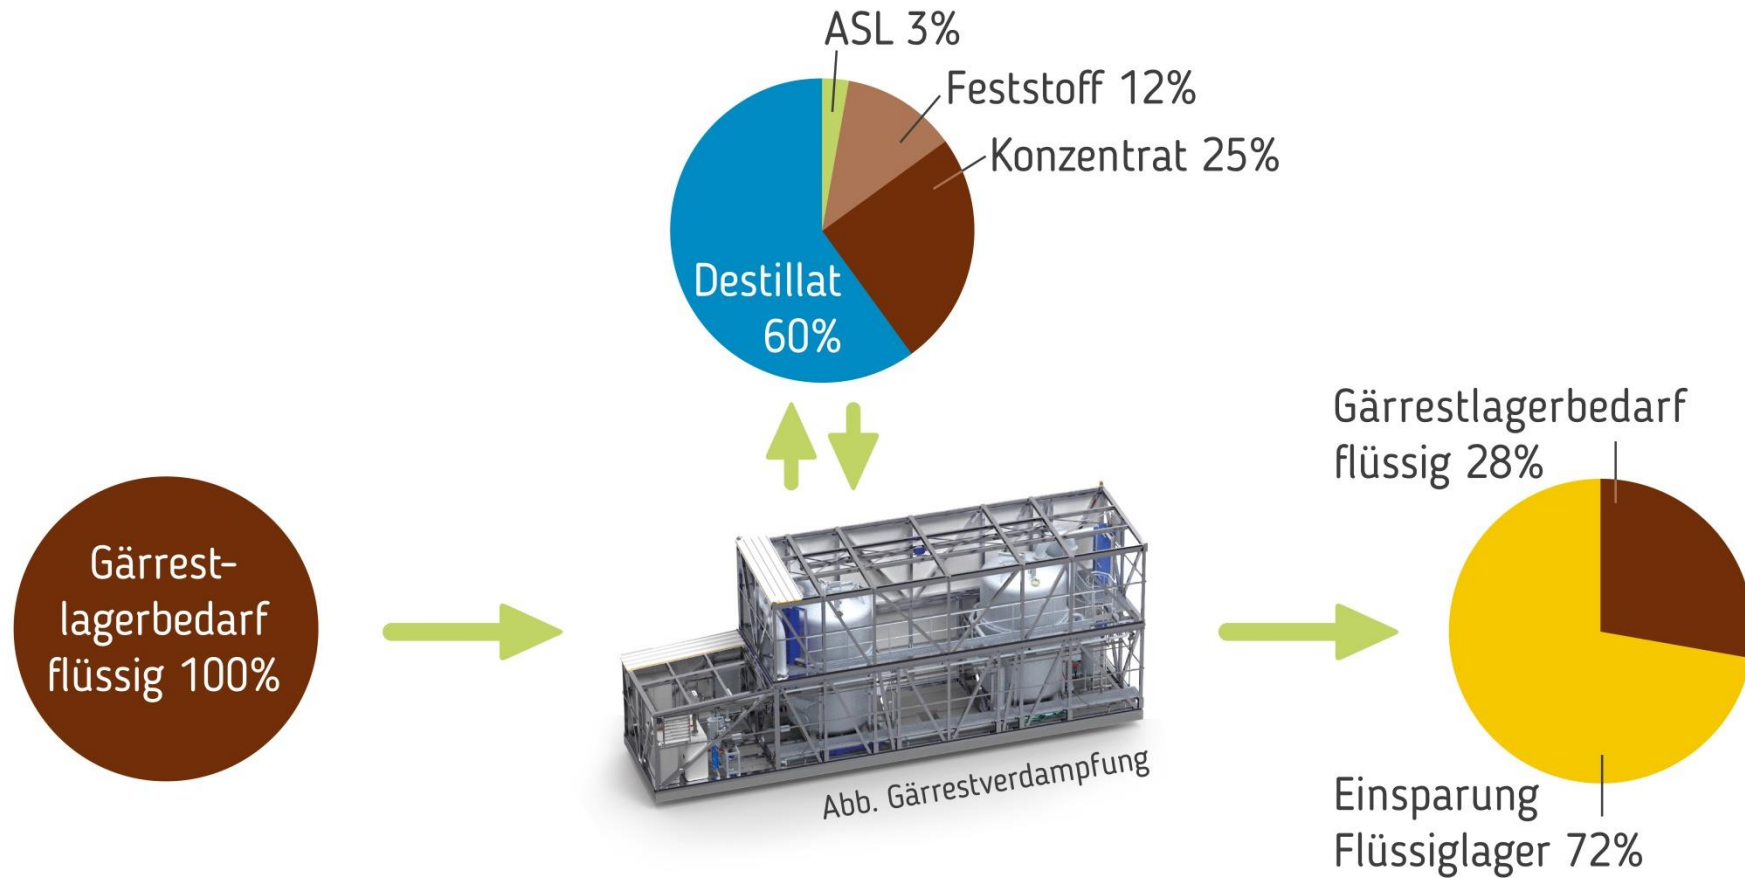 ASL 3%
Feststoff 12%
Konzentrat 25%
Destillat
60%
Gärrest-
lagerbedarf
flüssig 100%
Abb. Gärrestverdampfung
Gärrestlagerbedarf
flüssig 28%
Einsparung
Flüssiglager 72%